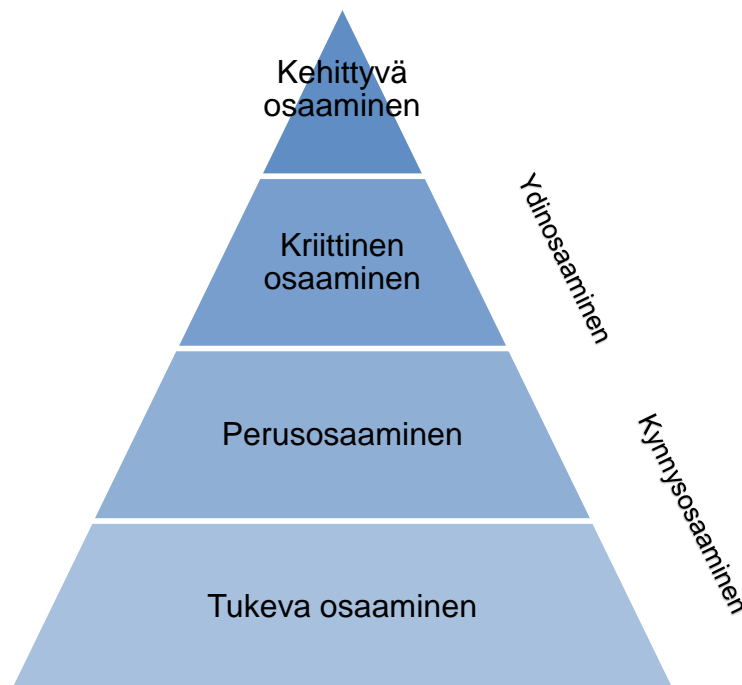 Kehittyvä
osaaminen
Kriittinen
osaaminen
Ydinosaaminen
Perusosaaminen
Kynnysosaaminen
Tukeva osaaminen